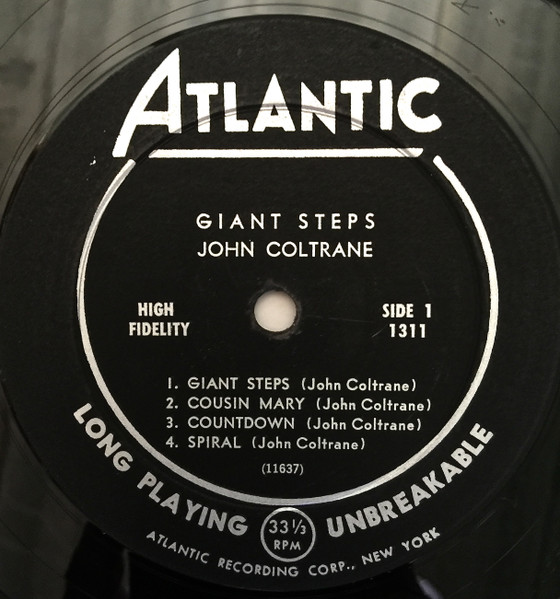 ATLANTIC
GIANT STEPS
JOHN COLTRANE
HIGH
FIDELITY
SIDE 1
1311
1. GIANT STEPS (John Coltrane)
2. COUSIN MARY (John Coltrane)
3. COUNTDOWN (John Coltrane)
4. SPIRAL (John Coltrane)
(11637)
LONG PLAYING 33 1/3 RPM UNBREAKABLE
ATLANTIC RECORDING CORP., NEW YORK